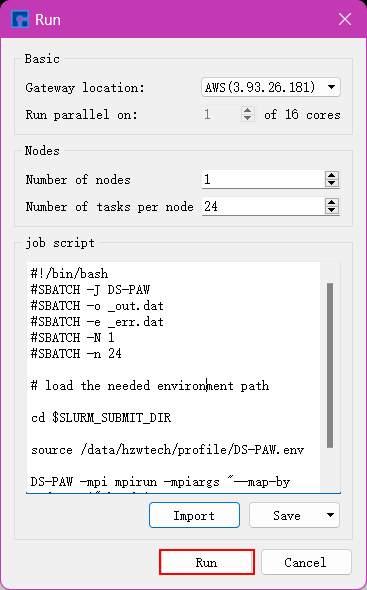 Run
Basic
Gateway location: AWS(3.93.26.181)
Run parallel on: 1 of 16 cores
Nodes
Number of nodes 1
Number of tasks per node 24
job script
#!/bin/bash
#SBATCH -J DS-PAW
#SBATCH -o _out.dat
#SBATCH -e _err.dat
#SBATCH -N 1
#SBATCH -n 24
# load the needed environment path
cd $SLURM_SUBMIT_DIR
source /data/hzwtech/profile/DS-PAW.env
DS-PAW -mpi mpirun -mpiargs "--map-by
Import Save
Run Cancel